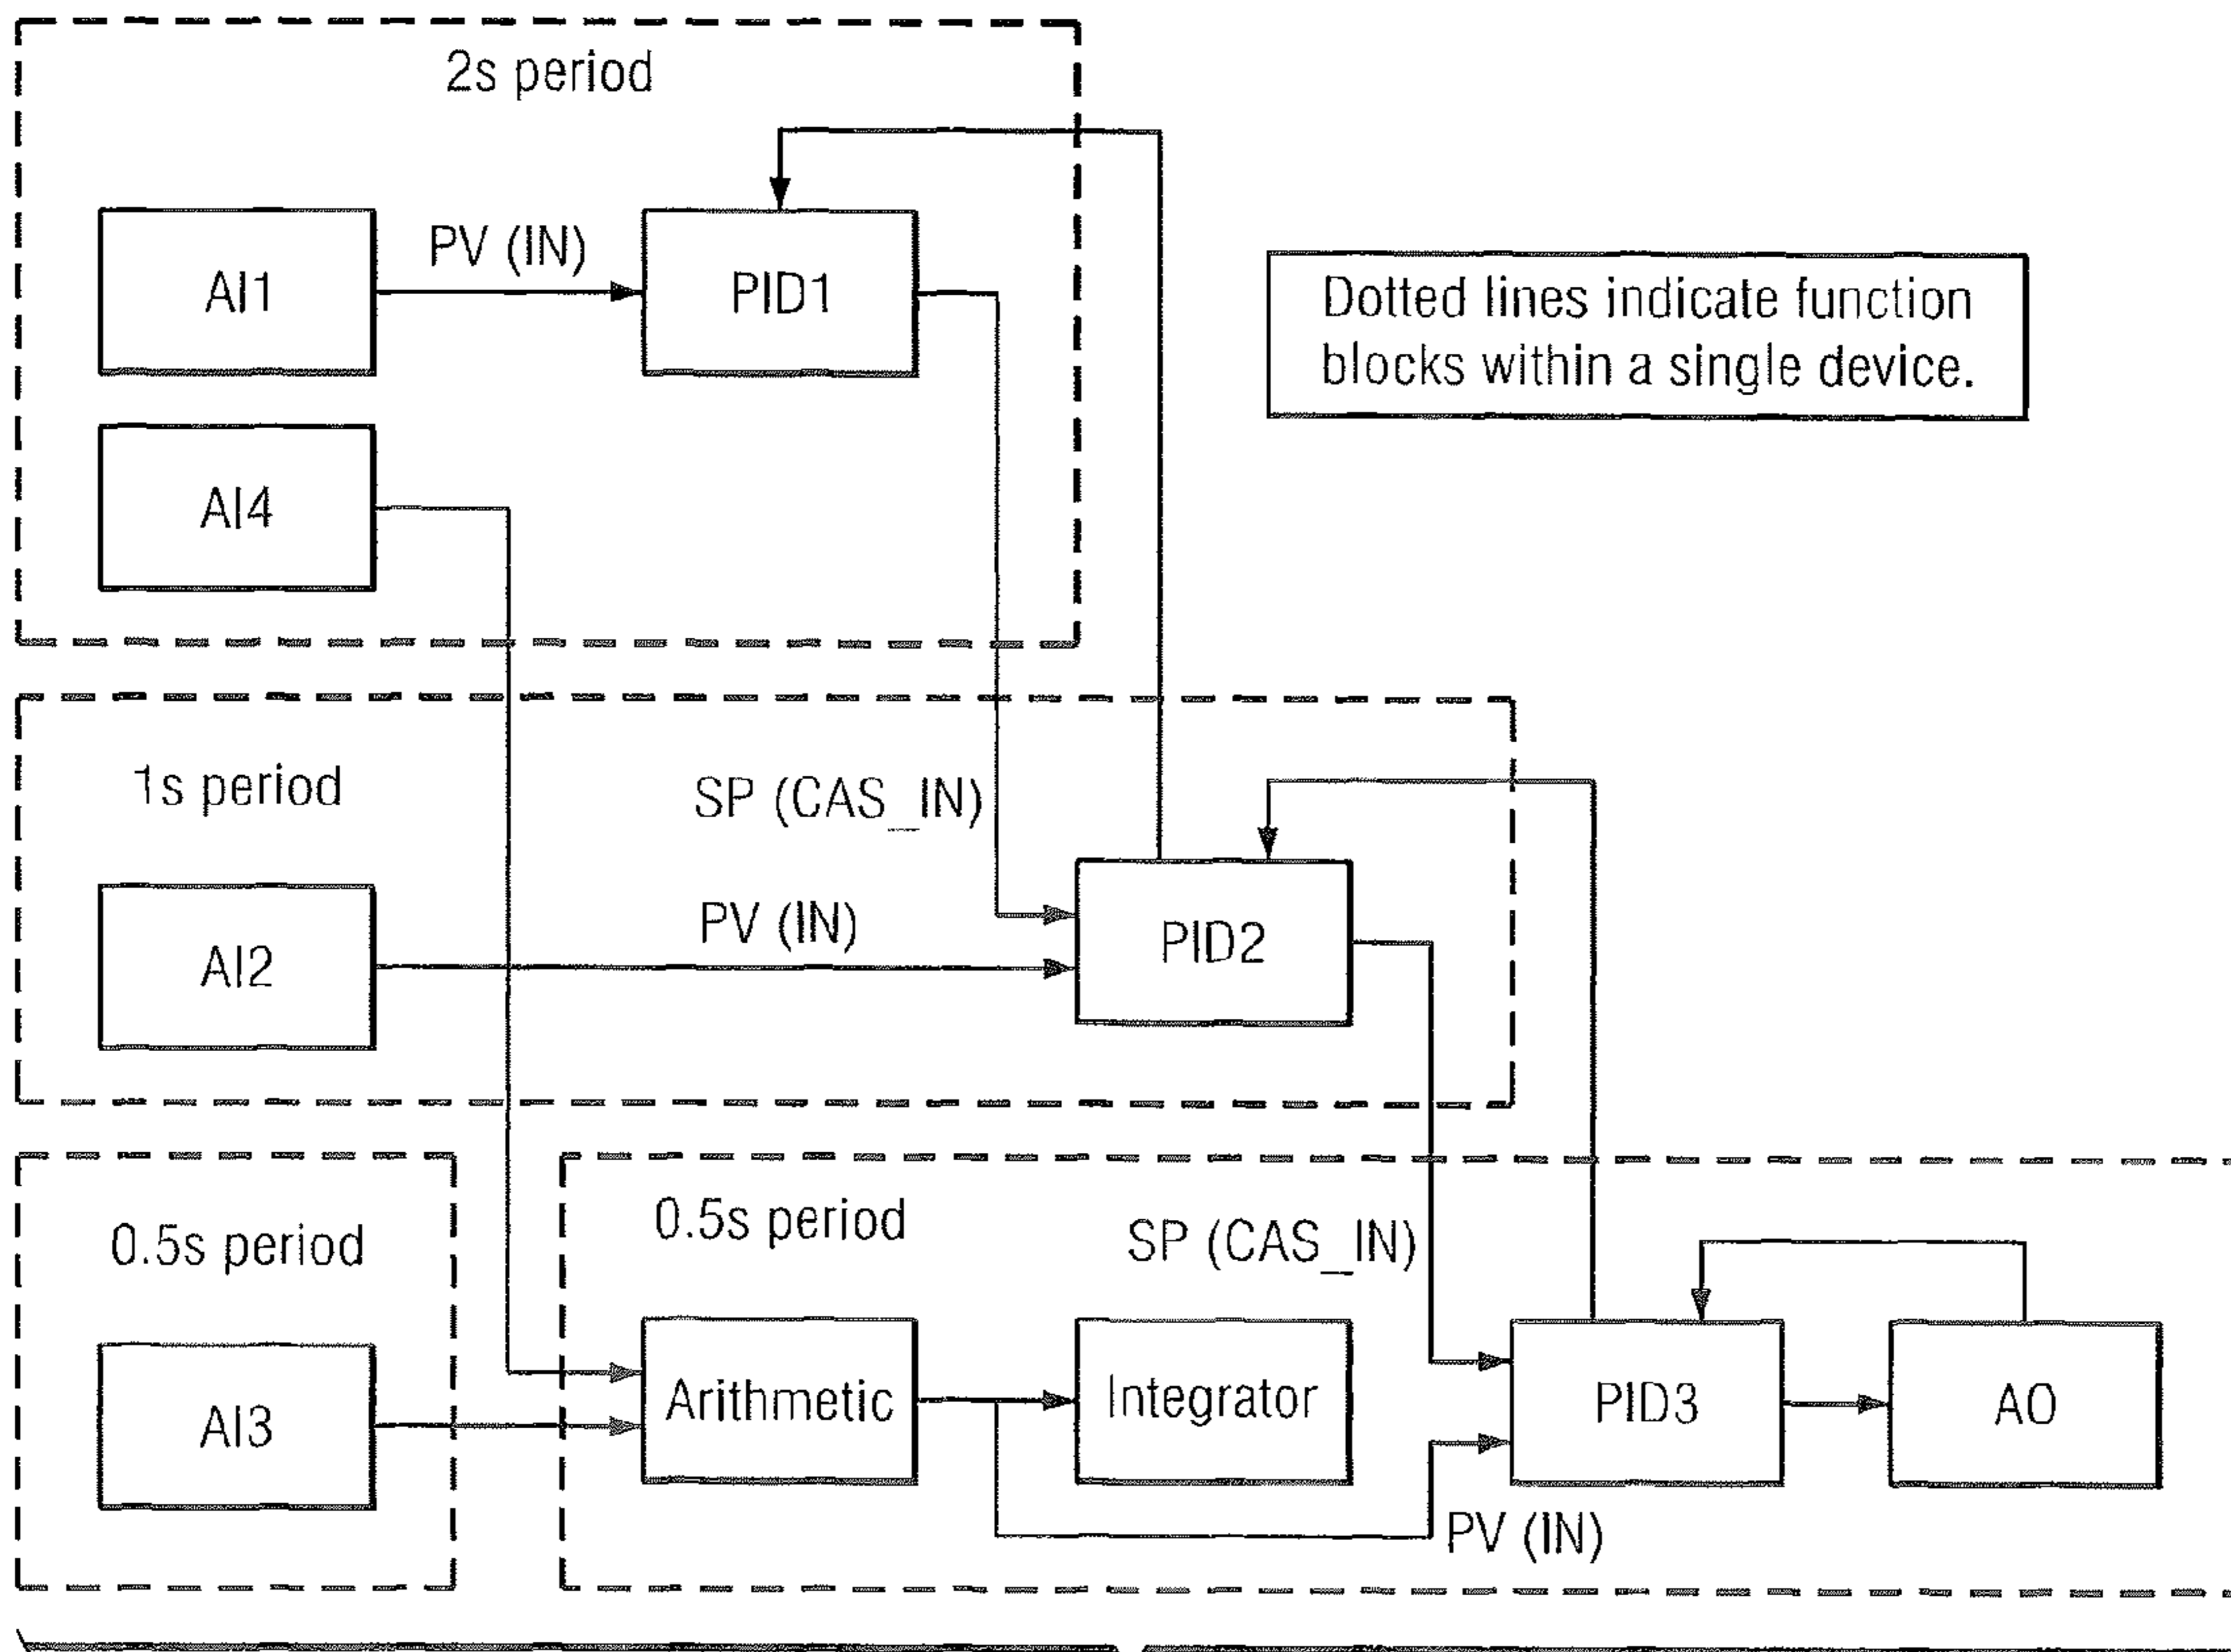 2s period
AI1
PV (IN)
PID1
Dotted lines indicate function
blocks within a single device.
AI4
1s period
SP (CAS_IN)
AI2
PV (IN)
PID2
0.5s period
0.5s period
SP (CAS_IN)
AI3
Arithmetic
Integrator
PID3
AO
PV (IN)